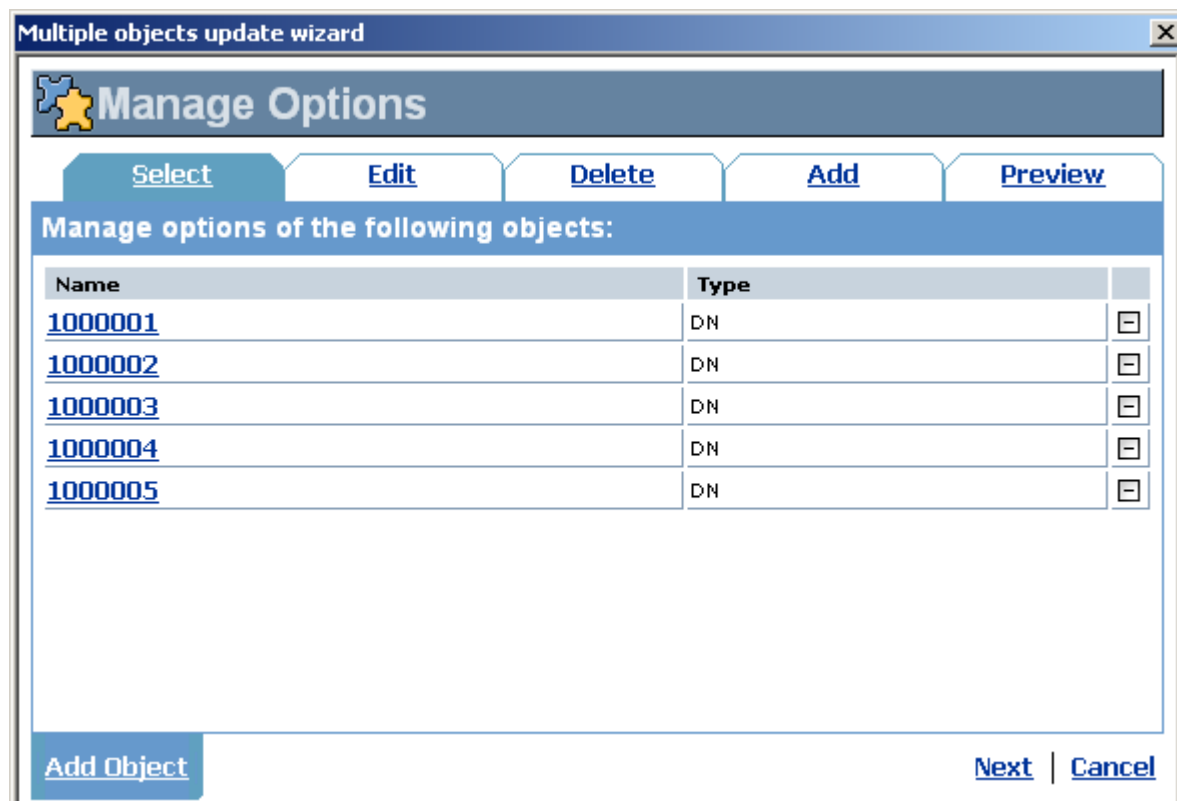 Multiple objects update wizard
Manage Options
Select Edit Delete Add Preview
Manage options of the following objects:
Name Type
1000001 DN
1000002 DN
1000003 DN
1000004 DN
1000005 DN
Add Object Next | Cancel